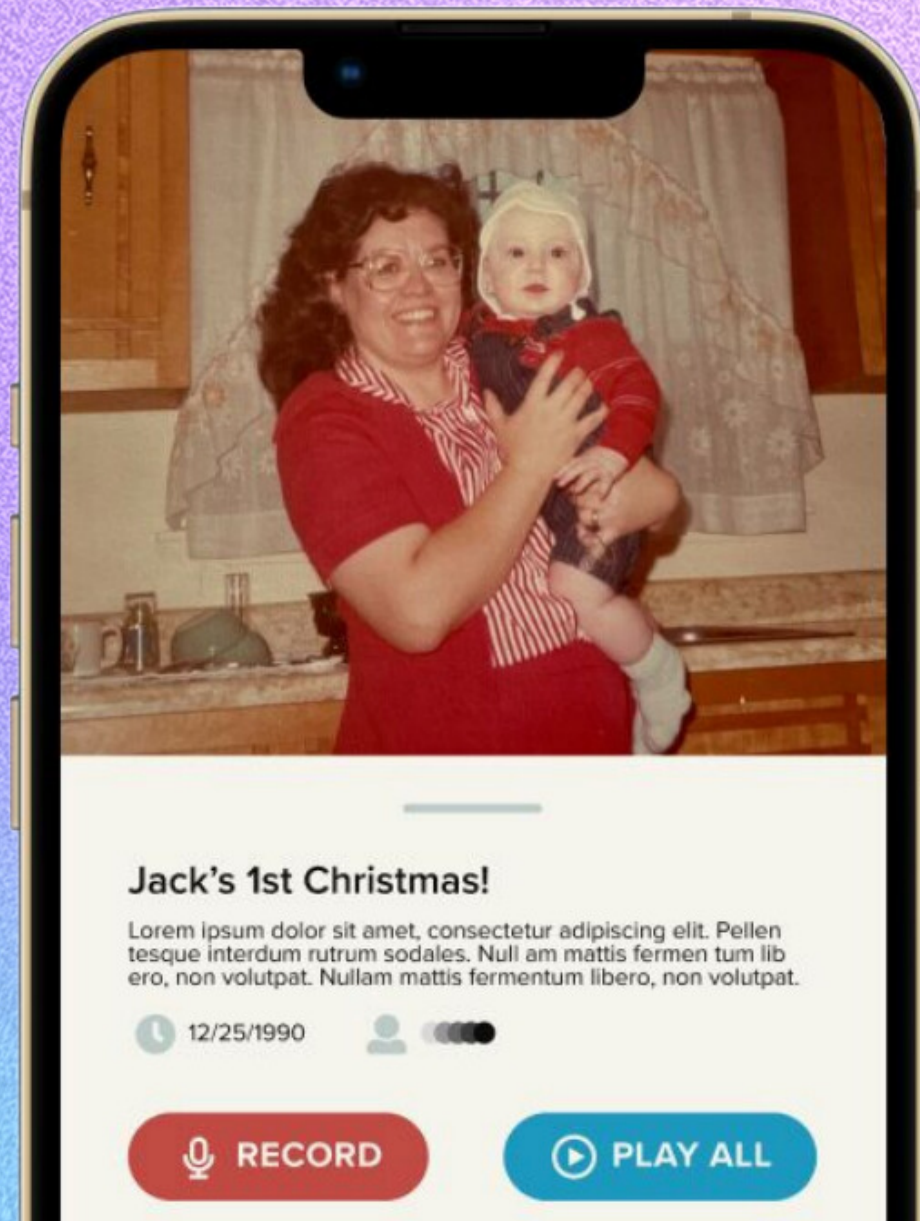 Jack's 1st Christmas!
Lorem ipsum dolor sit amet, consectetur adipiscing elit. Pellen
tesque interdum rutrum sodales. Null am mattis fermen tum lib
ero, non volutpat. Nullam mattis fermentum libero, non volutpat.
12/25/1990
RECORD
PLAY ALL